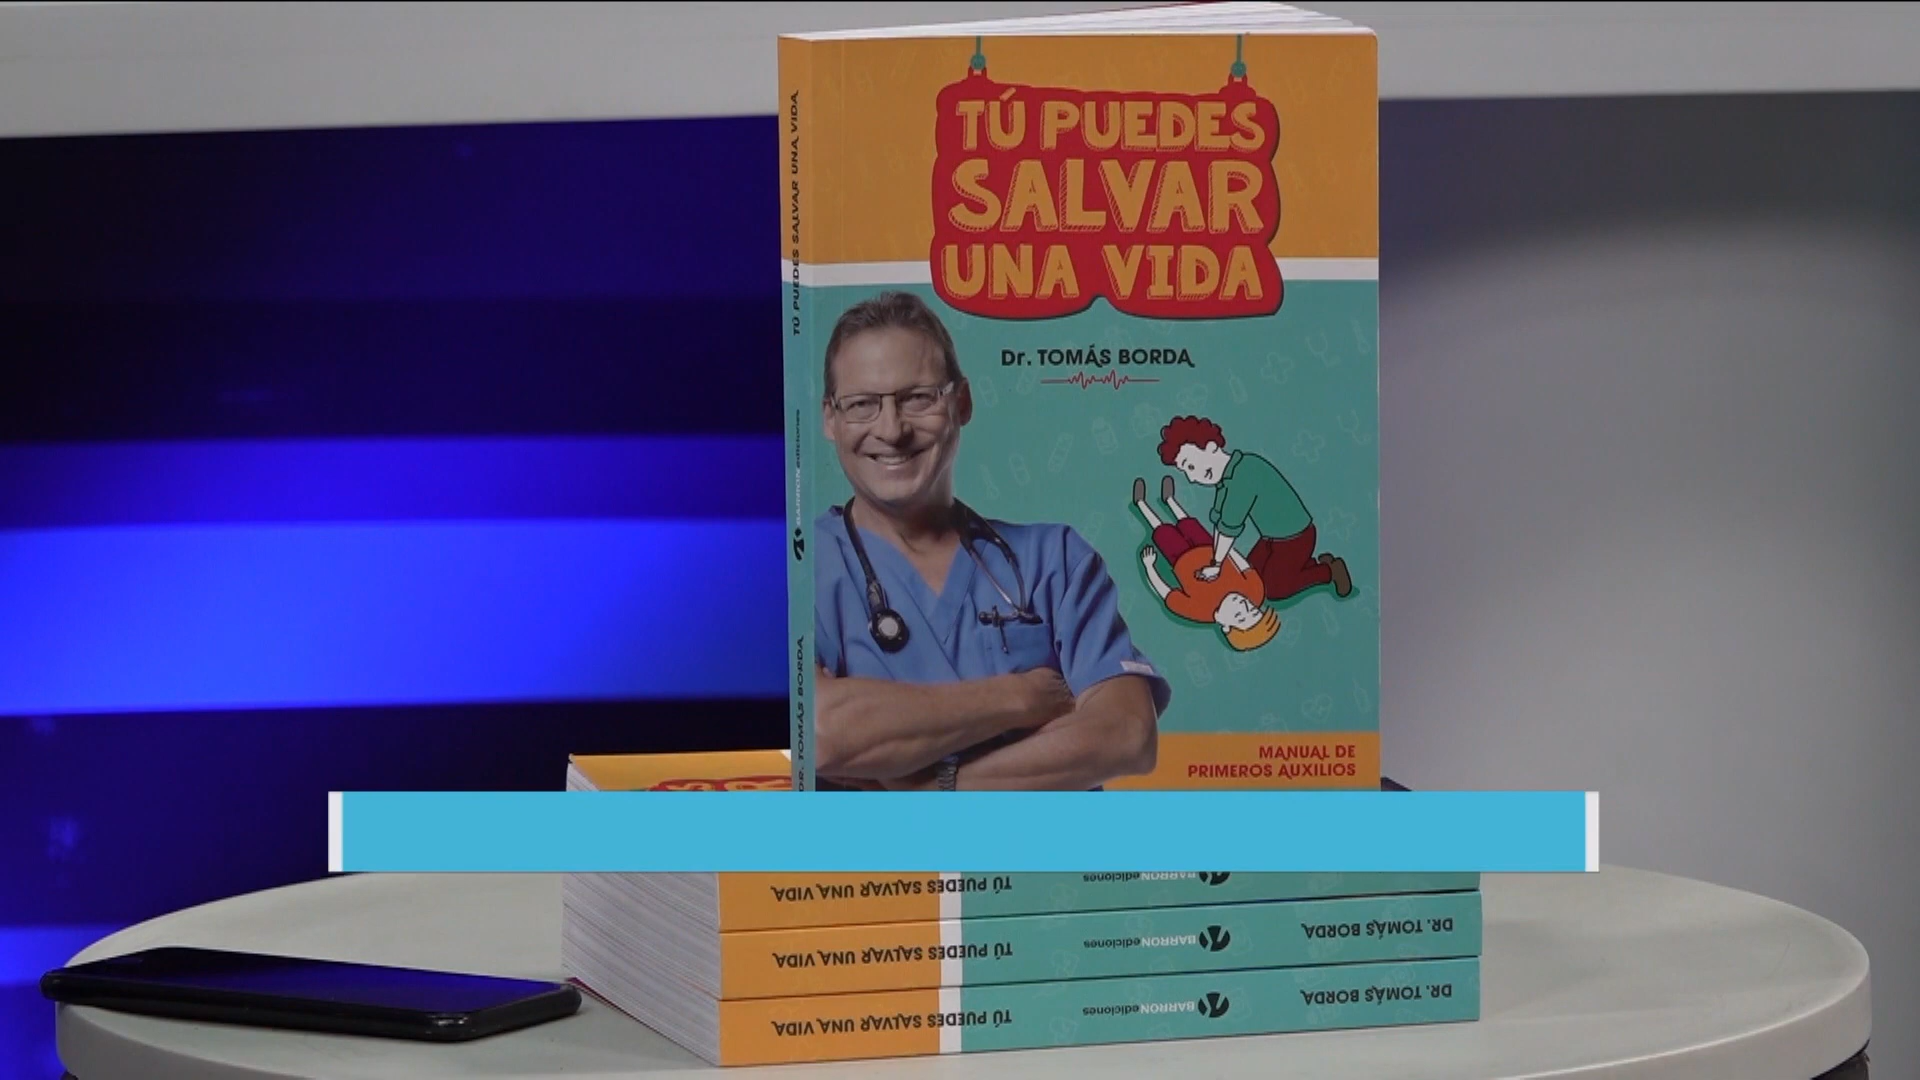 TÚ PUEDES
SALVAR
UNA VIDA
Dr. TOMÁS BORDA
MANUAL DE
PRIMEROS AUXILIOS
TÚ PUEDES SALVAR UNA VIDA
BARRON ediciones
DR. TOMÁS BORDA
TÚ PUEDES SALVAR UNA VIDA
BARRON ediciones
TÚ PUEDES SALVAR UNA VIDA
BARRON ediciones
DR. TOMÁS BORDA
TÚ PUEDES SALVAR UNA VIDA
BARRON ediciones
DR. TOMÁS BORDA